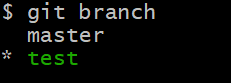 $ git branch
  master
* test